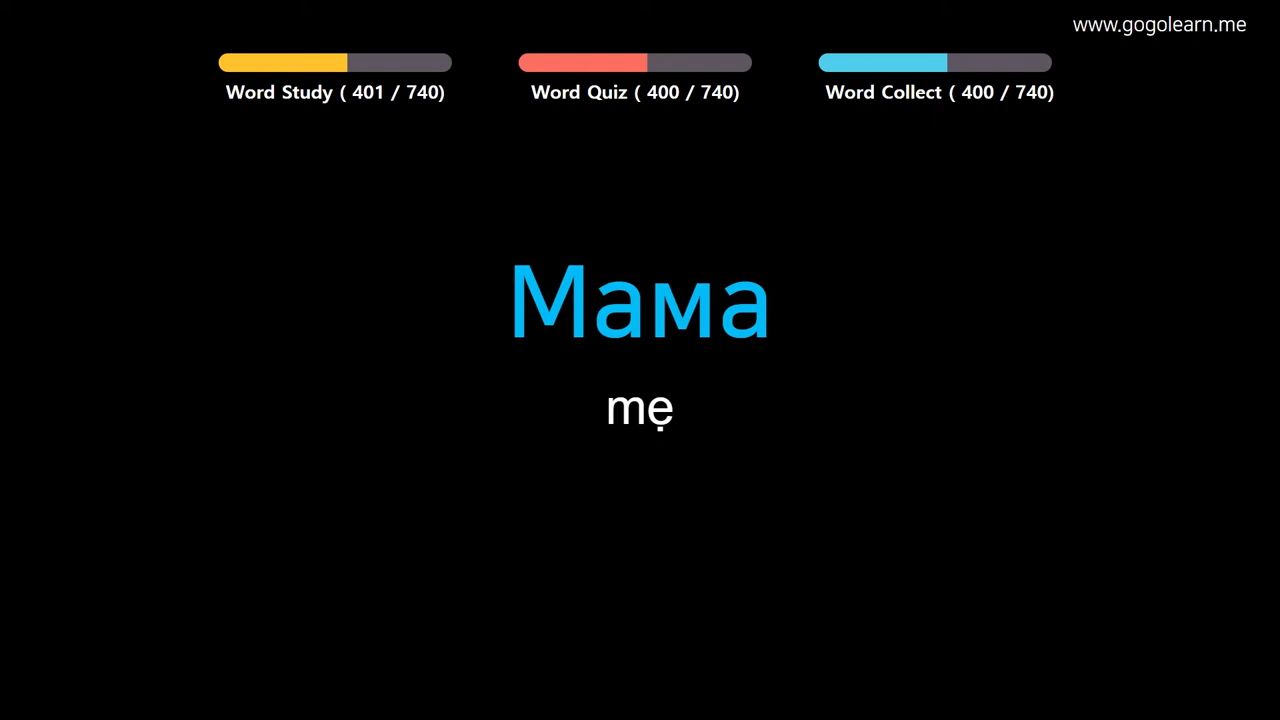 www.gogolearn.me
Word Study ( 401 / 740)
Word Quiz ( 400 / 740)
Word Collect ( 400 / 740)
Мама
mẹ